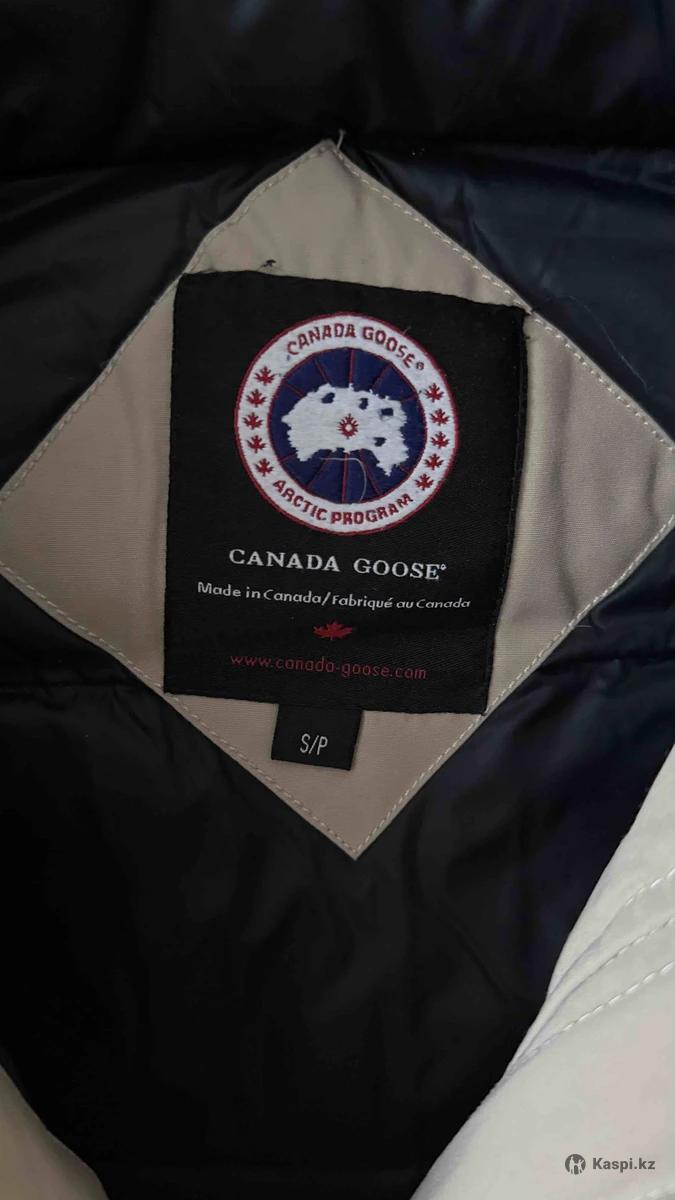 CANADA GOOSE®
ARCTIC PROGRAM
CANADA GOOSE®
Made in Canada/Fabriqué au Canada
www.canada-goose.com
S/P
Kaspi.kz